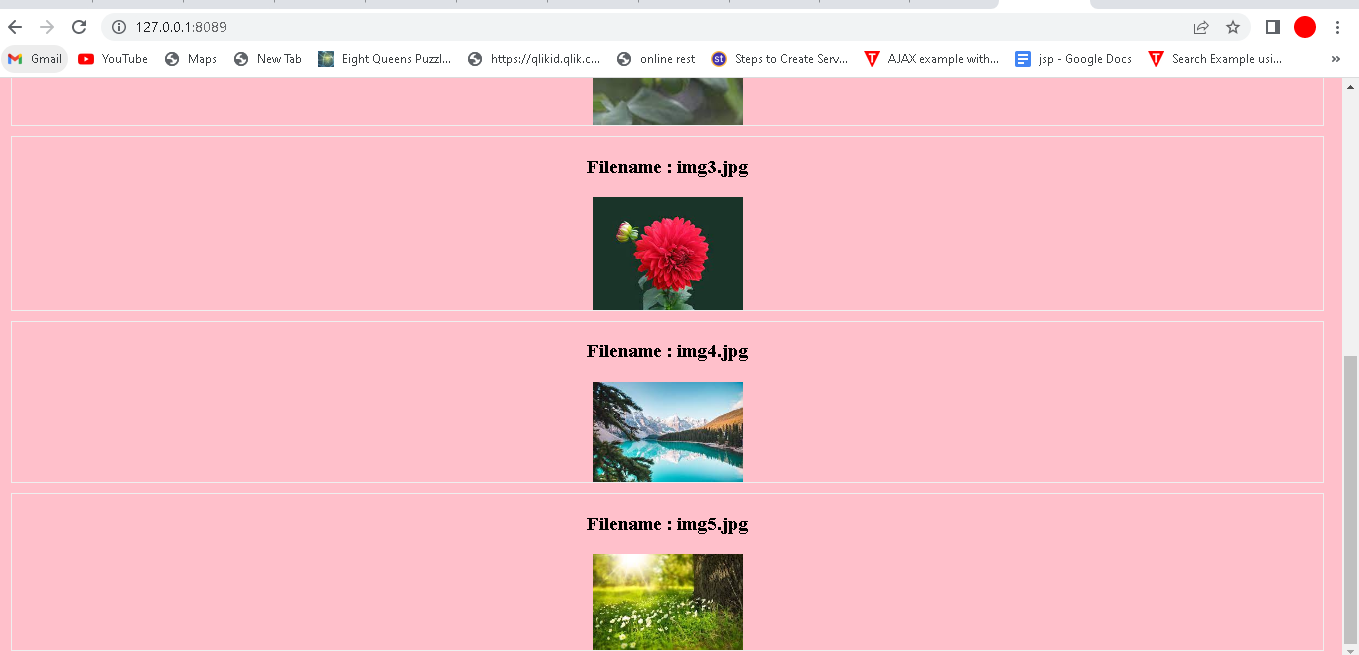 127.0.0.1:8089
Gmail YouTube Maps New Tab Eight Queens Puzzl... https://qlikid.qlik.c... online rest st Steps to Create Serv... AJAX example with... jsp - Google Docs Search Example usi... »
Filename : img3.jpg
Filename : img4.jpg
Filename : img5.jpg